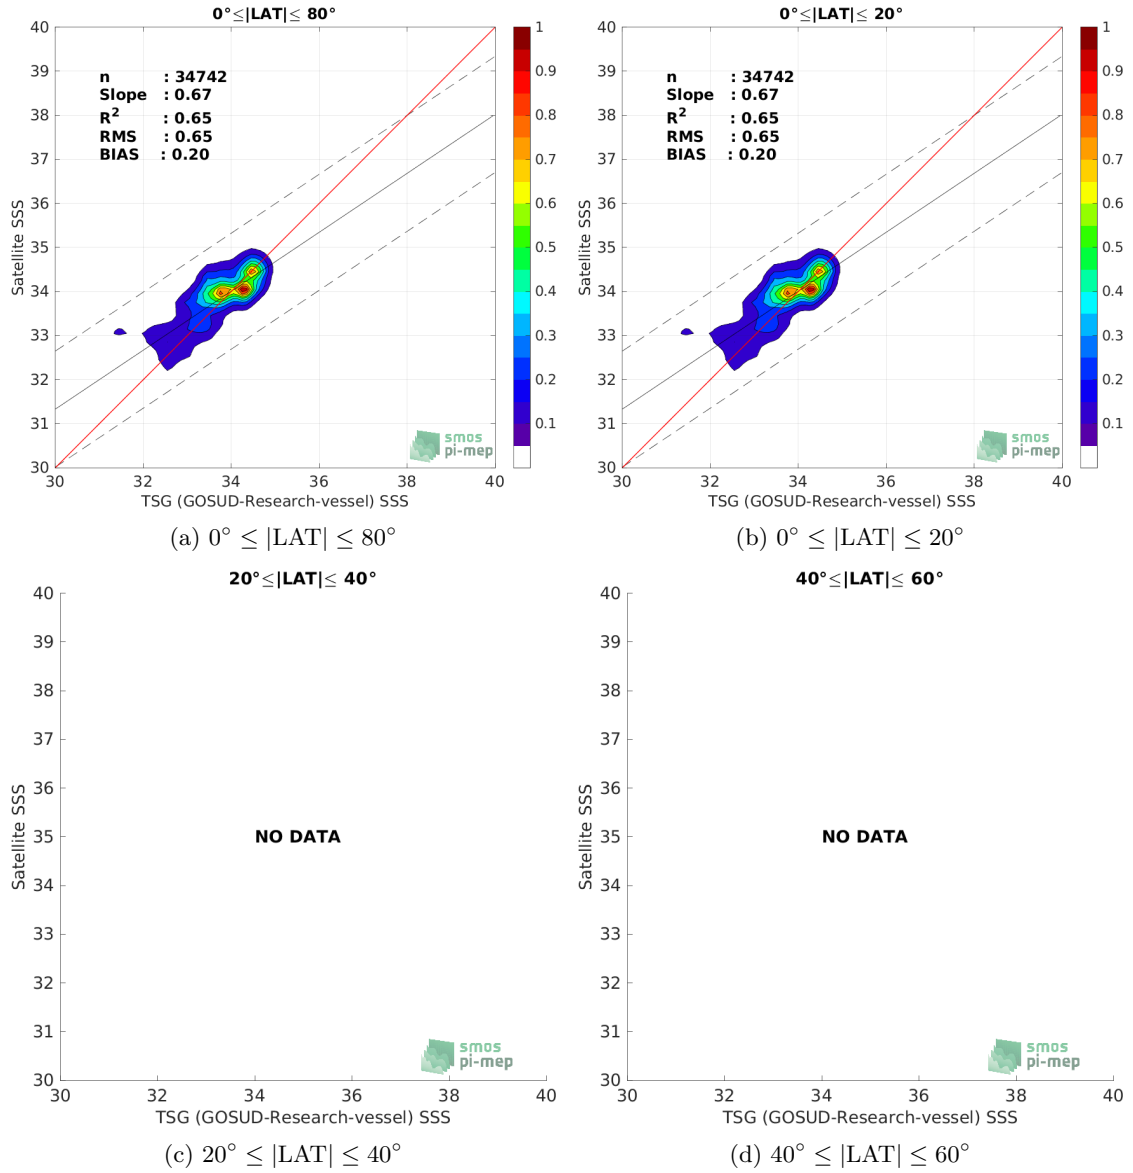 0°≤|LAT|≤ 80°
40
39
38
37
36
35
34
33
32
31
30
Satellite SSS
n : 34742
Slope : 0.67
R² : 0.65
RMS : 0.65
BIAS : 0.20
smos
pi-mep
30 32 34 36 38 40
TSG (GOSUD-Research-vessel) SSS
1
0.9
0.8
0.7
0.6
0.5
0.4
0.3
0.2
0.1
(a) 0° ≤ |LAT| ≤ 80°
0°≤|LAT|≤ 20°
40
39
38
37
36
35
34
33
32
31
30
Satellite SSS
n : 34742
Slope : 0.67
R² : 0.65
RMS : 0.65
BIAS : 0.20
smos
pi-mep
30 32 34 36 38 40
TSG (GOSUD-Research-vessel) SSS
1
0.9
0.8
0.7
0.6
0.5
0.4
0.3
0.2
0.1
(b) 0° ≤ |LAT| ≤ 20°
20°≤|LAT|≤ 40°
40
39
38
37
36
35
34
33
32
31
30
Satellite SSS
NO DATA
smos
pi-mep
30 32 34 36 38 40
TSG (GOSUD-Research-vessel) SSS
(c) 20° ≤ |LAT| ≤ 40°
40°≤|LAT|≤ 60°
40
39
38
37
36
35
34
33
32
31
30
Satellite SSS
NO DATA
smos
pi-mep
30 32 34 36 38 40
TSG (GOSUD-Research-vessel) SSS
(d) 40° ≤ |LAT| ≤ 60°